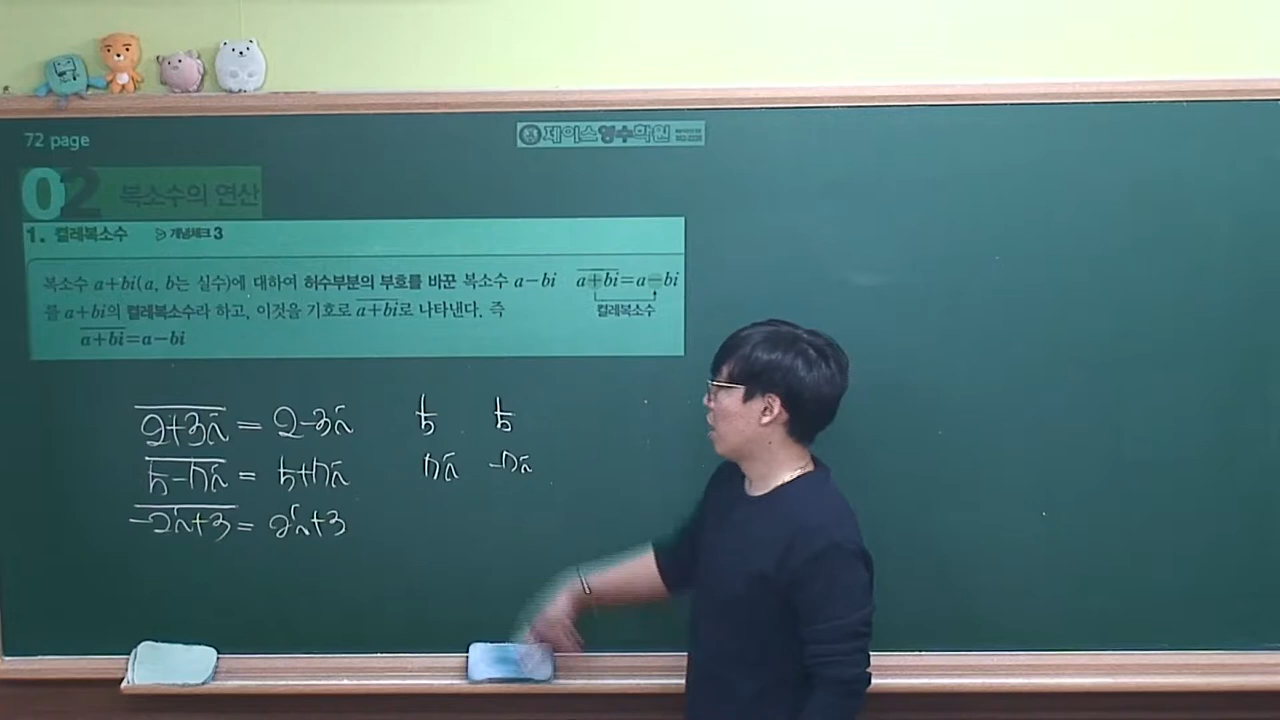 72 page
제이스영수학원
02 복소수의 연산
1. 켤레복소수 개념체크 3
복소수 a+bi(a, b는 실수)에 대하여 허수부분의 부호를 바꾼 복소수 a-bi
를 a+bi의 켤레복소수라 하고, 이것을 기호로 \overline{a+bi}로 나타낸다. 즉
\overline{a+bi}=a-bi
\overline{a+bi}=a-bi
켤레복소수
\overline{2+3i} = 2-3i
\overline{5-7i} = 5+7i
\overline{-2i+3} = 2i+3
5 5
7i -7i